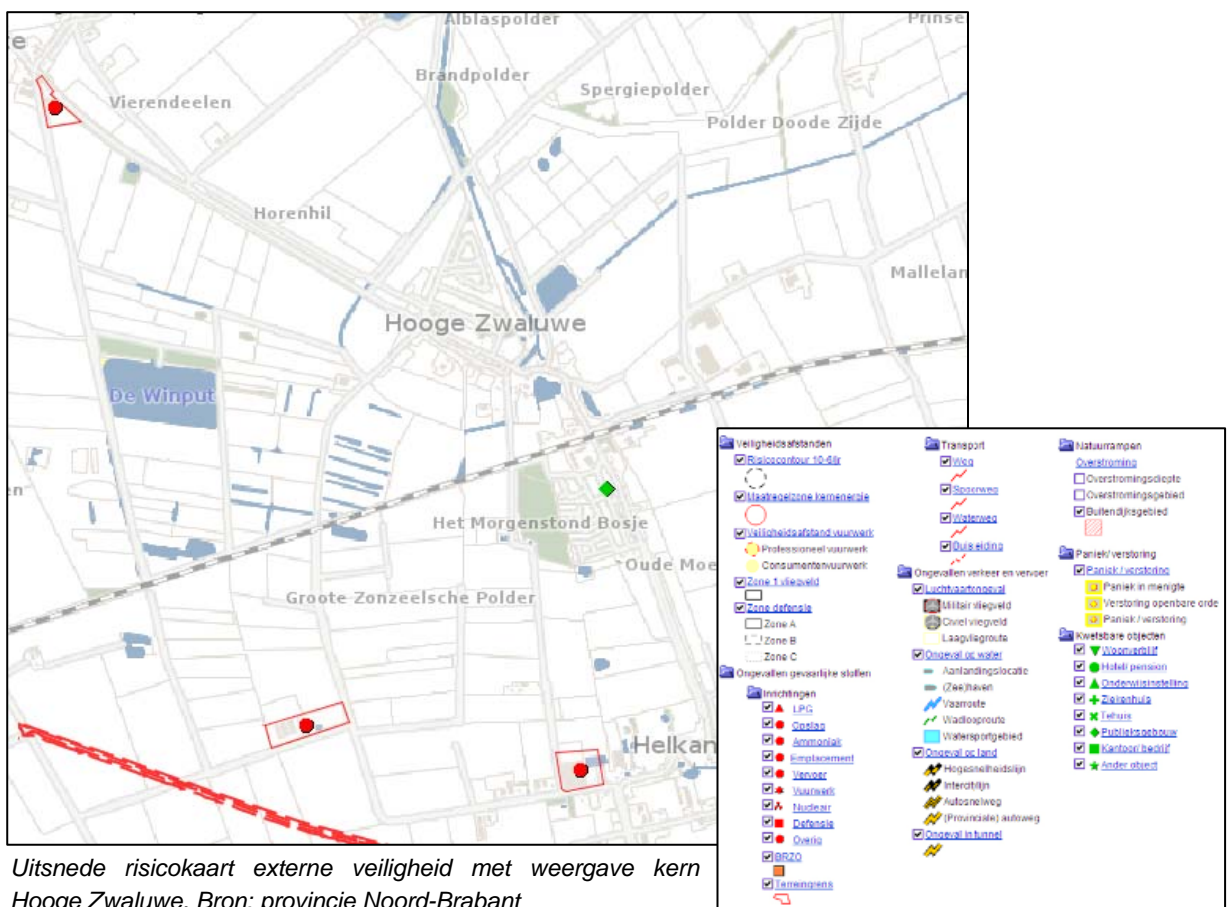 Alblaspolder
Prinse
te
Brandpolder
Spergiepolder
Vierendeelen
Polder Doode Zijde
Horenhil
Mallelan
Hooge Zwaluwe
De Winput
en
Het Morgenstond Bosje
Oude Moe
Groote Zonzeelsche Polder
Helkan
Veiligheidsafstanden
Risicocontour 10-6/jr
Maatregelzone kernenergie
Veiligheidsafstand vuurwerk
Professioneel vuurwerk
Consumentenvuurwerk
Zone 1 vliegveld
Zone defensie
Zone A
Zone B
Zone C
Ongevallen gevaarlijke stoffen
Inrichtingen
LPG
Opslag
Ammoniak
Emplacement
Vervoer
Vuurwerk
Nucleair
Defensie
Overig
BRZO
Terreingrens
Transport
Weg
Spoorweg
Waterweg
Buisleiding
Ongevallen verkeer en vervoer
Luchtvaartongeval
Militair vliegveld
Civiel vliegveld
Laagvliegroute
Ongeval op water
Aanlandingslocatie
(Zee)haven
Vaarroute
Wadlooproute
Watersportgebied
Ongeval op land
Hogesnelheidslijn
Intercitylijn
Autosnelweg
(Provinciale) autoweg
Ongeval in tunnel
Natuurrampen
Overstroming
Overstromingsdiepte
Overstromingsgebied
Buitendijksgebied
Paniek/verstoring
Paniek / verstoring
Paniek in menigte
Verstoring openbare orde
Paniek / verstoring
Kwetsbare objecten
Woonverblijf
Hotel/ pension
Onderwijsinstelling
Ziekenhuis
Tehuis
Publieksgebouw
Kantoor/ bedrijf
Ander object
Uitsnede risicokaart externe veiligheid met weergave kern
Hooge Zwaluwe. Bron: provincie Noord-Brabant